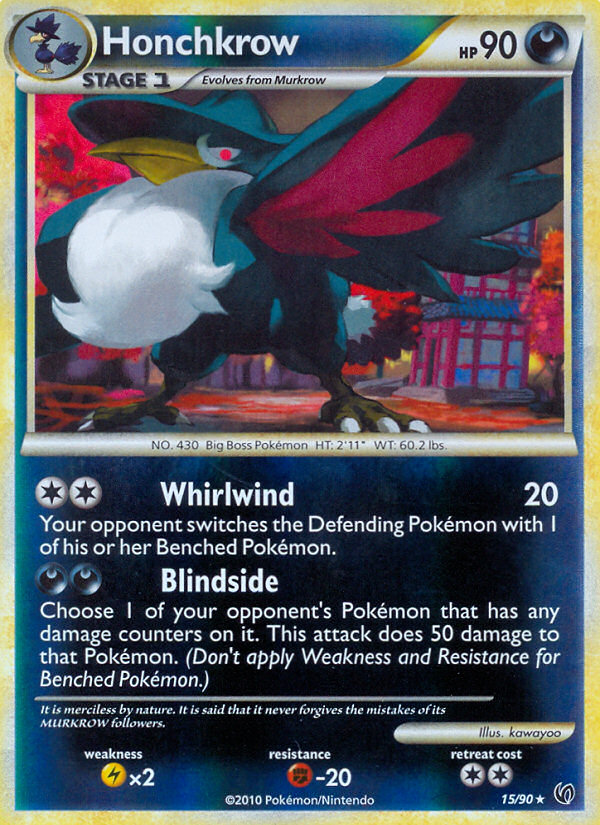 Honchkrow HP 90
STAGE 1 Evolves from Murkrow
NO. 430 Big Boss Pokémon HT: 2'11" WT: 60.2 lbs.
Whirlwind 20
Your opponent switches the Defending Pokémon with 1
of his or her Benched Pokémon.
Blindside
Choose 1 of your opponent's Pokémon that has any
damage counters on it. This attack does 50 damage to
that Pokémon. (Don't apply Weakness and Resistance for
Benched Pokémon.)
It is merciless by nature. It is said that it never forgives the mistakes of its
MURKROW followers.
Illus. kawayoo
weakness resistance retreat cost
×2 -20
©2010 Pokémon/Nintendo 15/90 ★